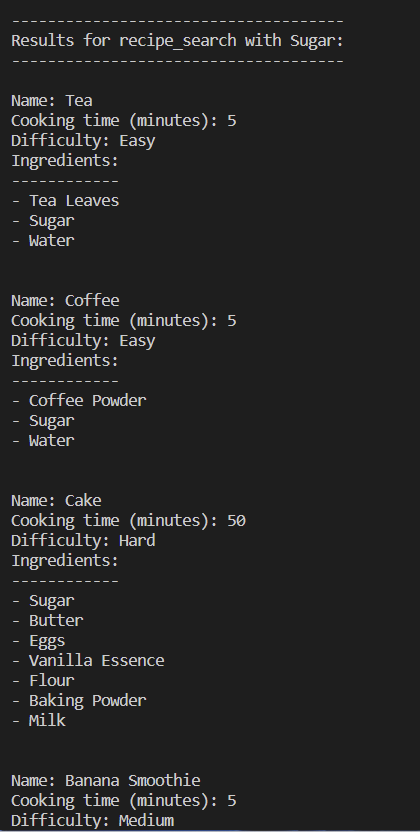 ------------------------------------
Results for recipe_search with Sugar:
------------------------------------
Name: Tea
Cooking time (minutes): 5
Difficulty: Easy
Ingredients:
------------
- Tea Leaves
- Sugar
- Water
Name: Coffee
Cooking time (minutes): 5
Difficulty: Easy
Ingredients:
------------
- Coffee Powder
- Sugar
- Water
Name: Cake
Cooking time (minutes): 50
Difficulty: Hard
Ingredients:
------------
- Sugar
- Butter
- Eggs
- Vanilla Essence
- Flour
- Baking Powder
- Milk
Name: Banana Smoothie
Cooking time (minutes): 5
Difficulty: Medium